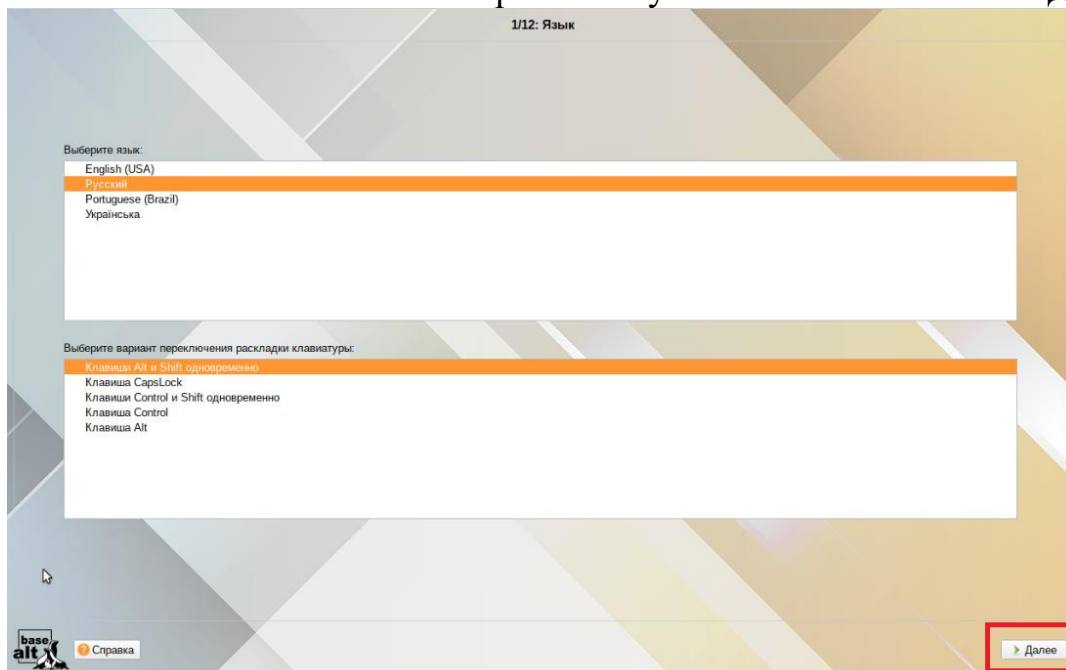 1/12: Язык
Выберите язык:
English (USA)
Русский
Portuguese (Brazil)
Українська
Выберите вариант переключения раскладки клавиатуры:
Клавиши Alt и Shift одновременно
Клавиша CapsLock
Клавиши Control и Shift одновременно
Клавиша Control
Клавиша Alt
base
alt
Справка
Далее